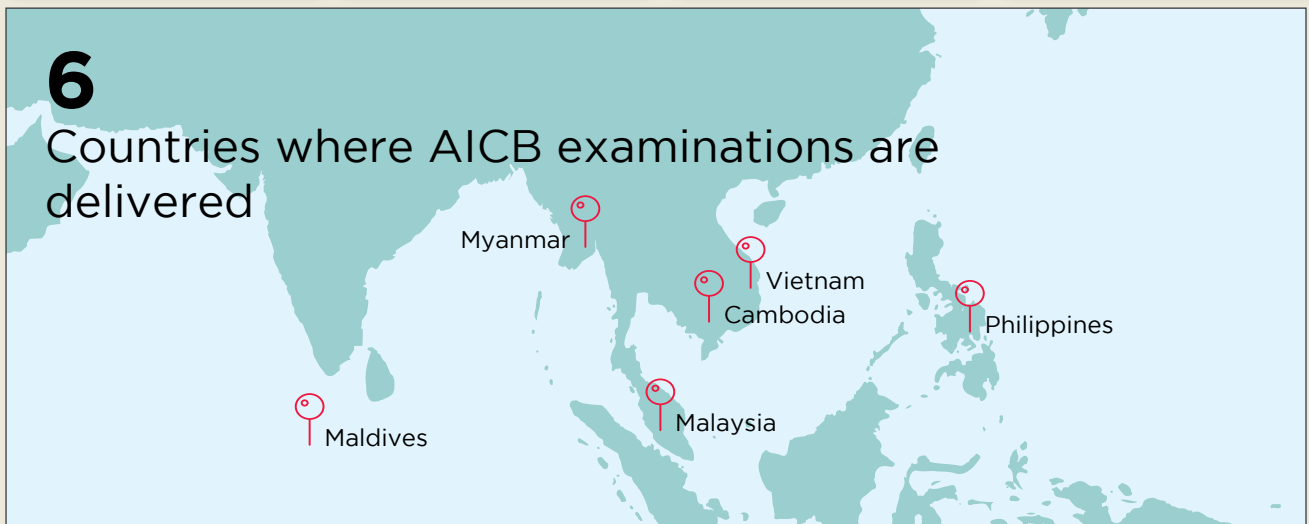 6
Countries where AICB examinations are
delivered
Myanmar
Vietnam
Cambodia
Philippines
Malaysia
Maldives